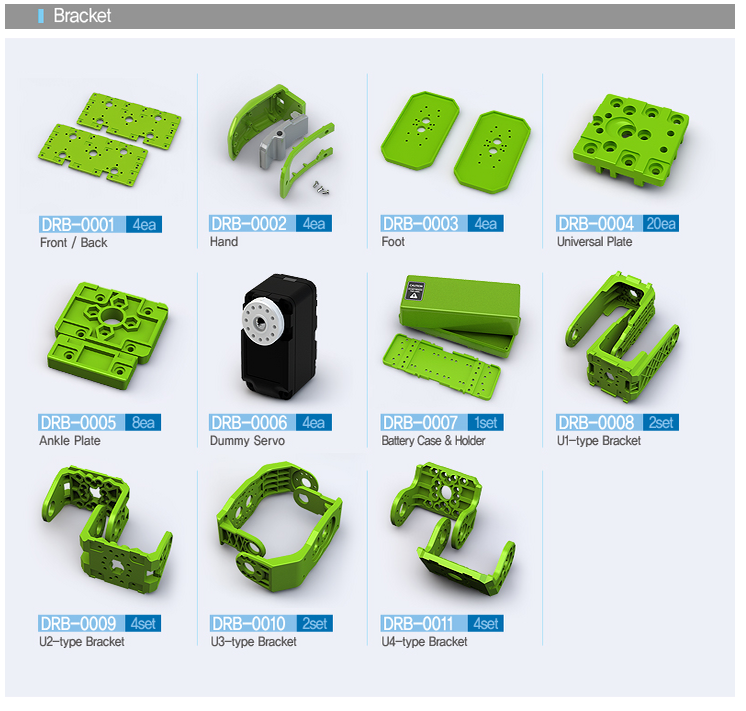 Bracket
DRB-0001 4ea
Front / Back
DRB-0002 4ea
Hand
DRB-0003 4ea
Foot
DRB-0004 20ea
Universal Plate
CAUTION
DRB-0005 8ea
Ankle Plate
DRB-0006 4ea
Dummy Servo
DRB-0007 1set
Battery Case & Holder
DRB-0008 2set
U1-type Bracket
DRB-0009 4set
U2-type Bracket
DRB-0010 2set
U3-type Bracket
DRB-0011 4set
U4-type Bracket